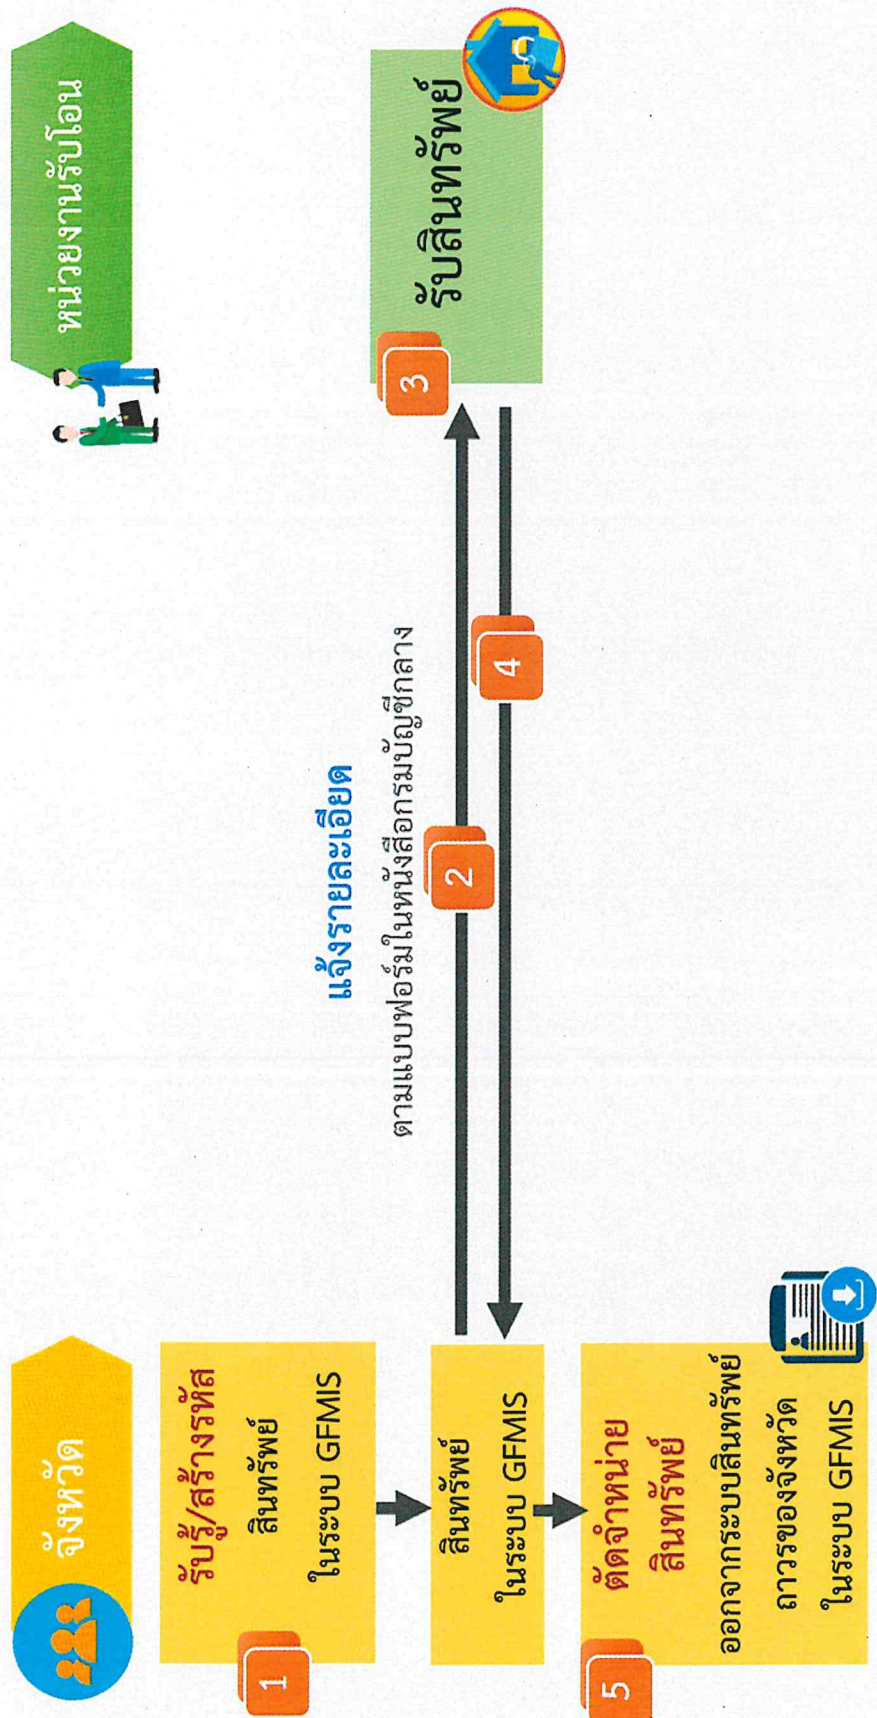 จังหวัด
หน่วยงานรับโอน
1
รับรู้/สร้างรหัส
สินทรัพย์
ในระบบ GFMIS
แจ้งรายละเอียด
ตามแบบฟอร์มในหนังสือกรมบัญชีกลาง
2
3
รับสินทรัพย์
4
สินทรัพย์
ในระบบ GFMIS
5
ตัดจำหน่าย
สินทรัพย์
ออกจากระบบสินทรัพย์
ถาวรของจังหวัด
ในระบบ GFMIS